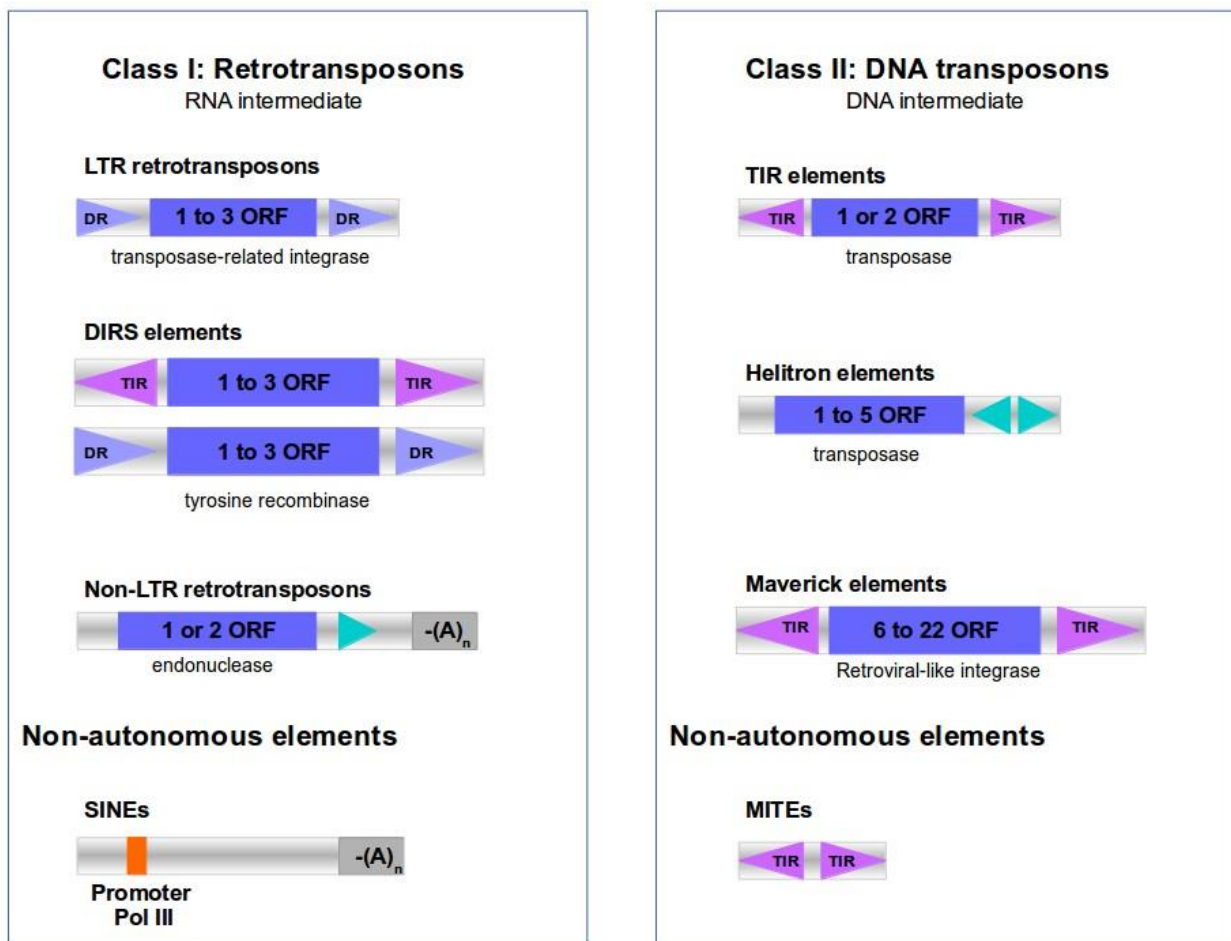 Class I: Retrotransposons
RNA intermediate
LTR retrotransposons
DR 1 to 3 ORF DR
transposase-related integrase
DIRS elements
TIR 1 to 3 ORF TIR
DR 1 to 3 ORF DR
tyrosine recombinase
Non-LTR retrotransposons
1 or 2 ORF -(A)n
endonuclease
Non-autonomous elements
SINEs
-(A)n
Promoter
Pol III
Class II: DNA transposons
DNA intermediate
TIR elements
TIR 1 or 2 ORF TIR
transposase
Helitron elements
1 to 5 ORF
transposase
Maverick elements
TIR 6 to 22 ORF TIR
Retroviral-like integrase
Non-autonomous elements
MITEs
TIR TIR